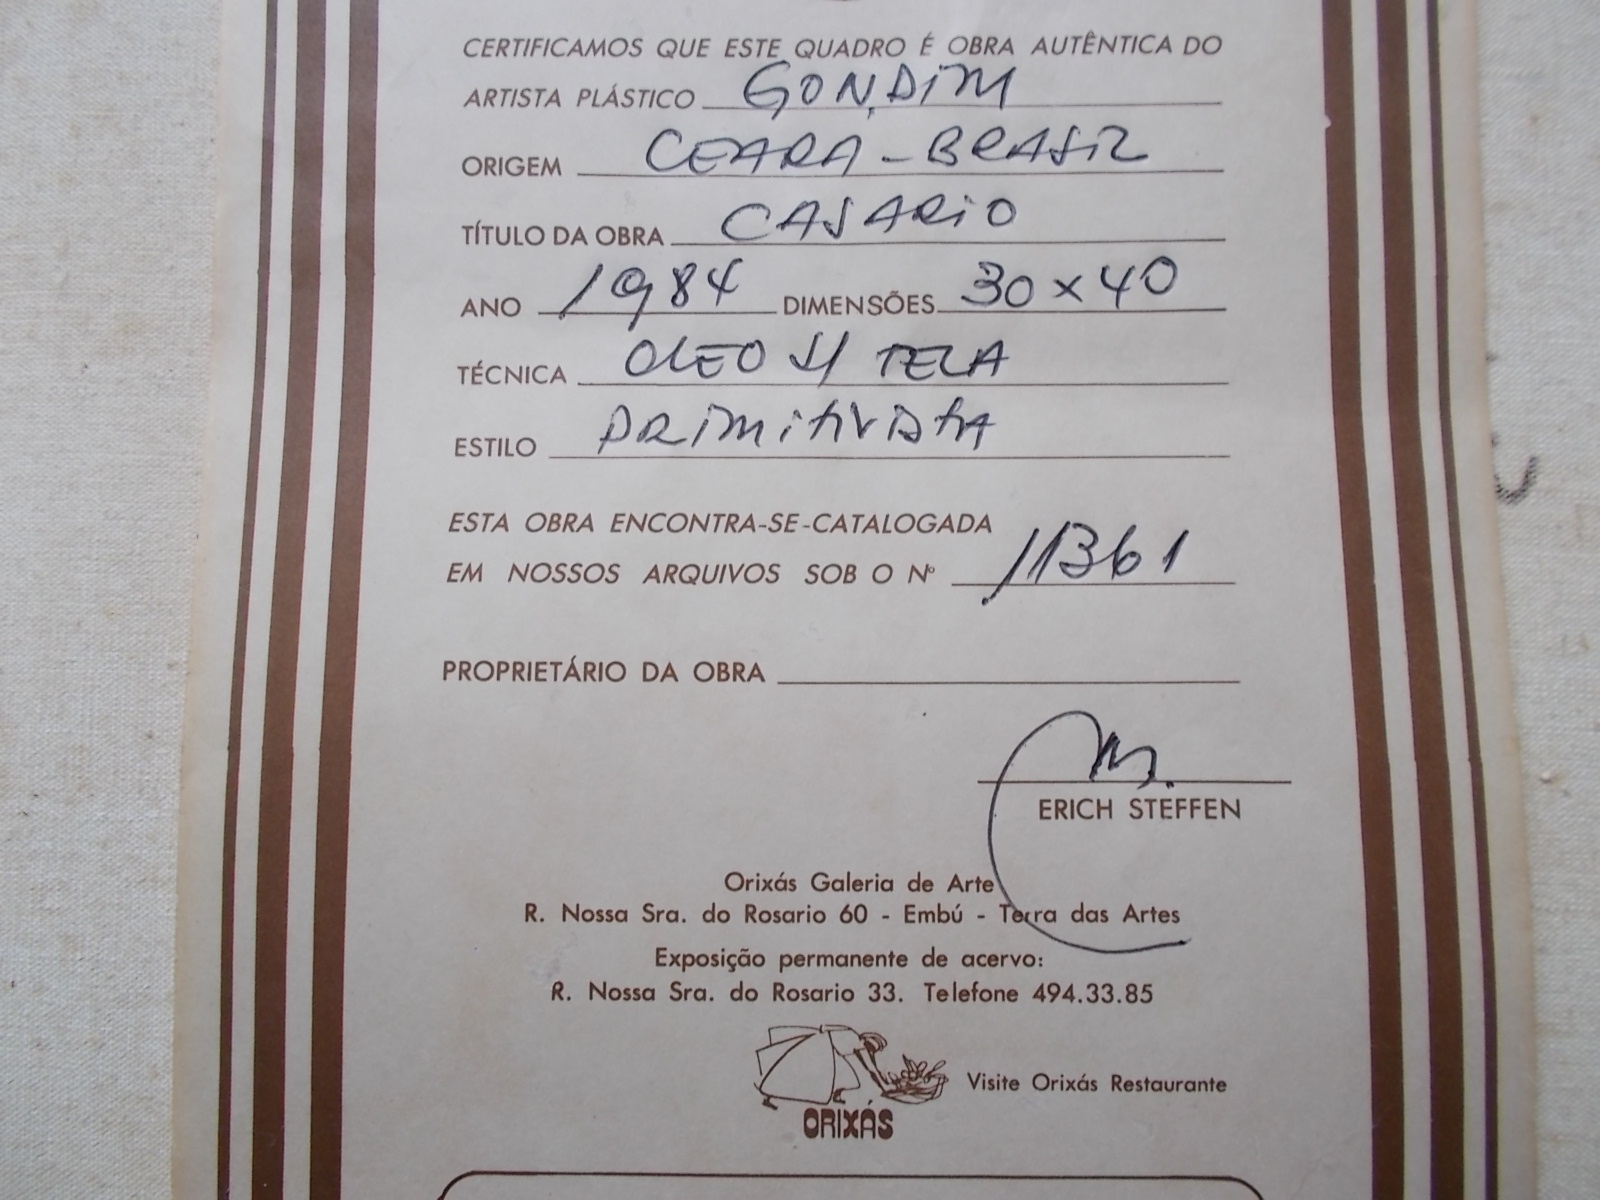 CERTIFICAMOS QUE ESTE QUADRO É OBRA AUTÊNTICA DO
ARTISTA PLÁSTICO GONDIM
ORIGEM CEARA - BRASIL
TÍTULO DA OBRA CASARIO
ANO 1984 DIMENSÕES 30 x 40
TÉCNICA OLEO S/ TELA
ESTILO PRIMITIVISTA
ESTA OBRA ENCONTRA-SE-CATALOGADA
EM NOSSOS ARQUIVOS SOB O Nº 11361
PROPRIETÁRIO DA OBRA
ERICH STEFFEN
Orixás Galeria de Arte
R. Nossa Sra. do Rosario 60 - Embú - Terra das Artes
Exposição permanente de acervo:
R. Nossa Sra. do Rosario 33. Telefone 494.33.85
Visite Orixás Restaurante
ORIXÁS